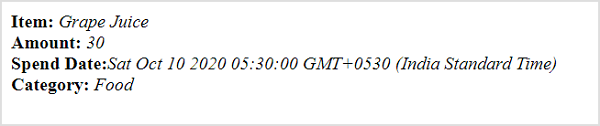 Item: Grape Juice
Amount: 30
Spend Date:Sat Oct 10 2020 05:30:00 GMT+0530 (India Standard Time)
Category: Food